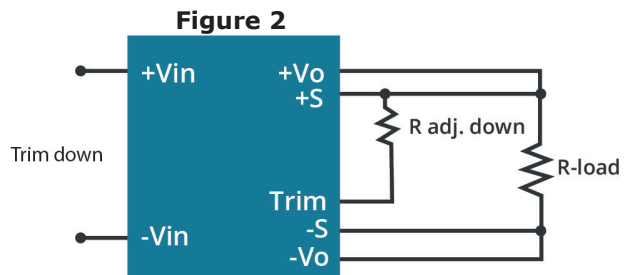 Figure 2
+Vin
+Vo
+S
R adj. down
Trim down
R-load
Trim
-S
-Vin
-Vo